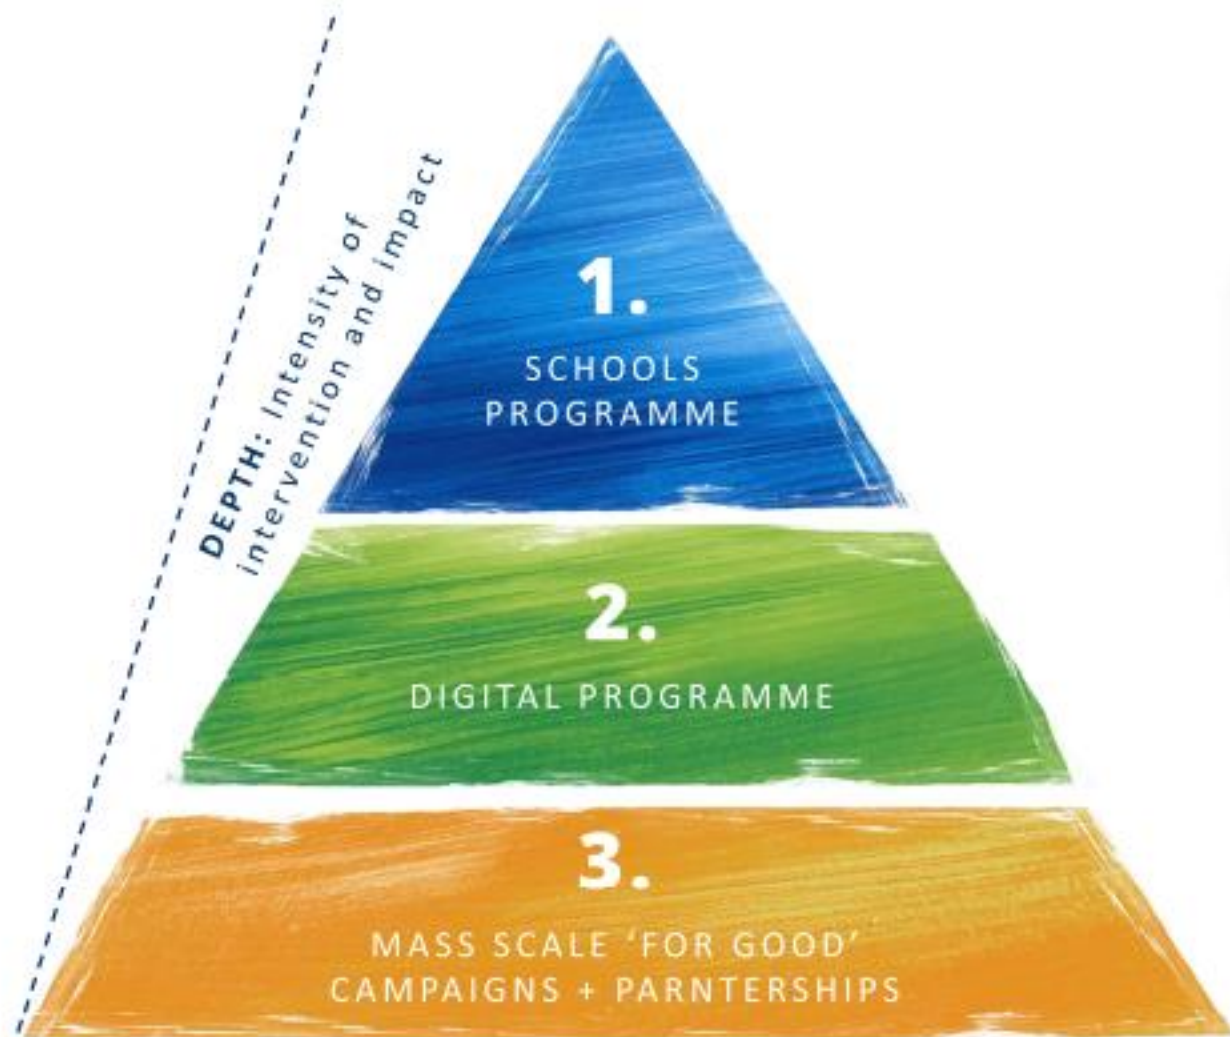 DEPTH: Intensity of
intervention and impact
1.
SCHOOLS
PROGRAMME
2.
DIGITAL PROGRAMME
3.
MASS SCALE ‘FOR GOOD’
CAMPAIGNS + PARNTERSHIPS